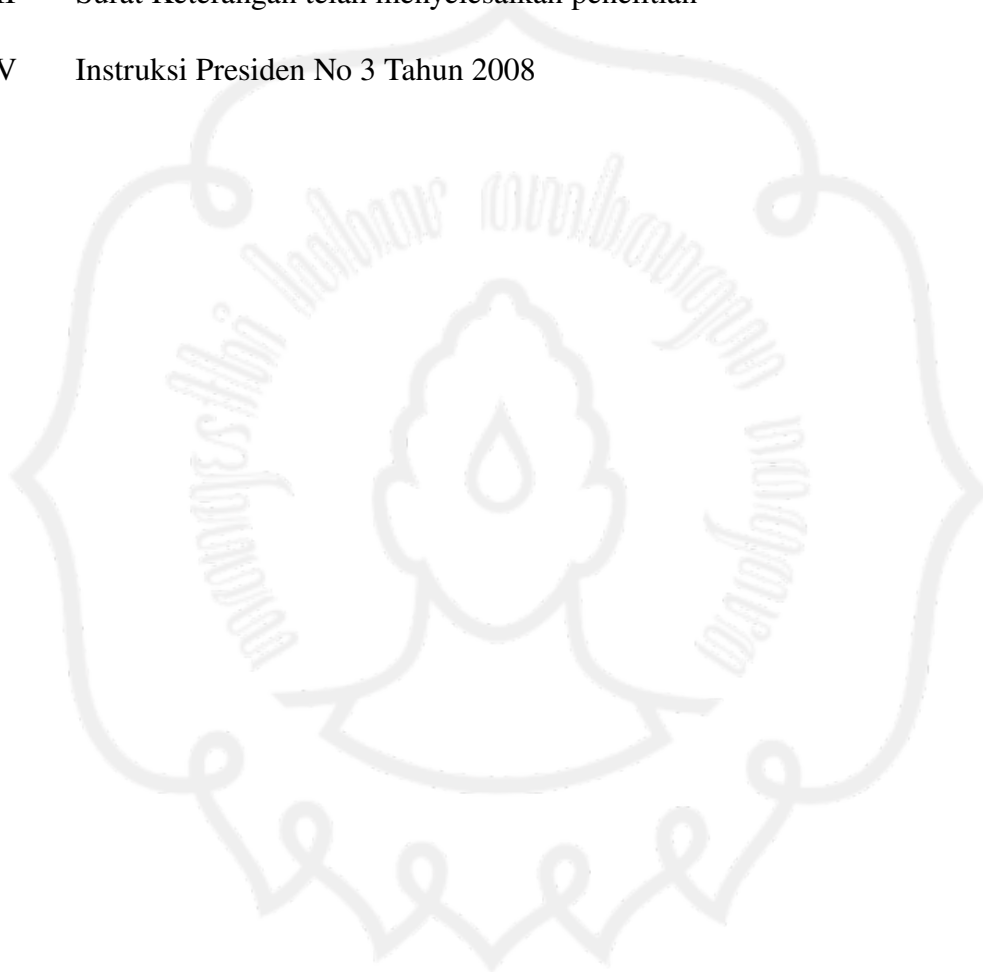 Surat Keterangan telah menyelesaikan penelitian
V Instruksi Presiden No 3 Tahun 2008